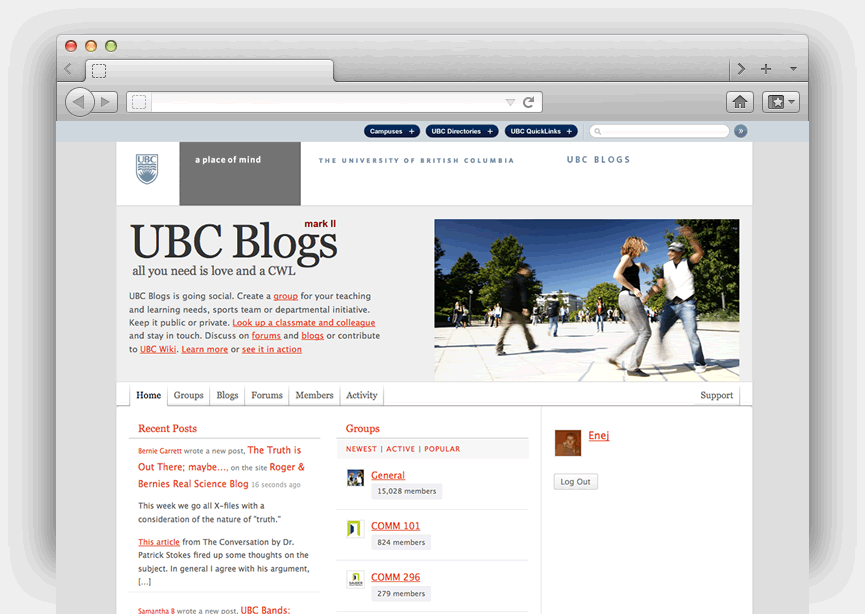 Campuses +
UBC Directories +
UBC QuickLinks +
»
UBC
a place of mind
THE UNIVERSITY OF BRITISH COLUMBIA
UBC BLOGS
mark II
UBC Blogs
all you need is love and a CWL
UBC Blogs is going social. Create a group for your teaching
and learning needs, sports team or departmental initiative.
Keep it public or private. Look up a classmate and colleague
and stay in touch. Discuss on forums and blogs or contribute
to UBC Wiki. Learn more or see it in action
Home
Groups
Blogs
Forums
Members
Activity
Support
Recent Posts
Bernie Garrett wrote a new post, The Truth is
Out There; maybe…, on the site Roger &
Bernies Real Science Blog 16 seconds ago
This week we go all X-files with a
consideration of the nature of "truth."
This article from The Conversation by Dr.
Patrick Stokes fired up some thoughts on the
subject. In general I agree with his argument,
[...]
Samantha B wrote a new post, UBC Bands:
Groups
NEWEST | ACTIVE | POPULAR
General
15,028 members
COMM 101
824 members
COMM 296
279 members
Enej
Log Out